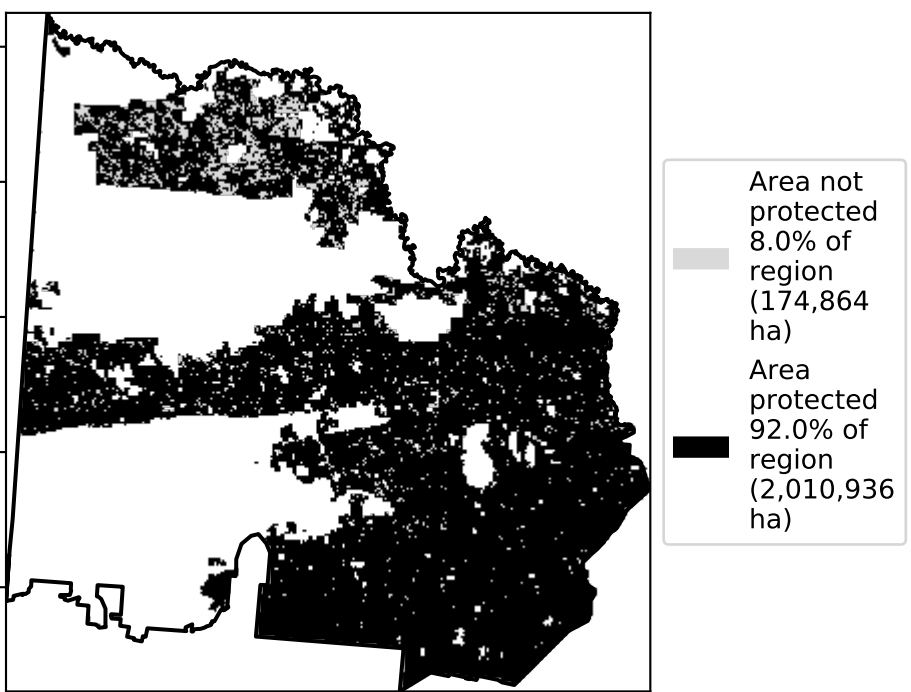 Area not
protected
8.0% of
region
(174,864
ha)
Area
protected
92.0% of
region
(2,010,936
ha)